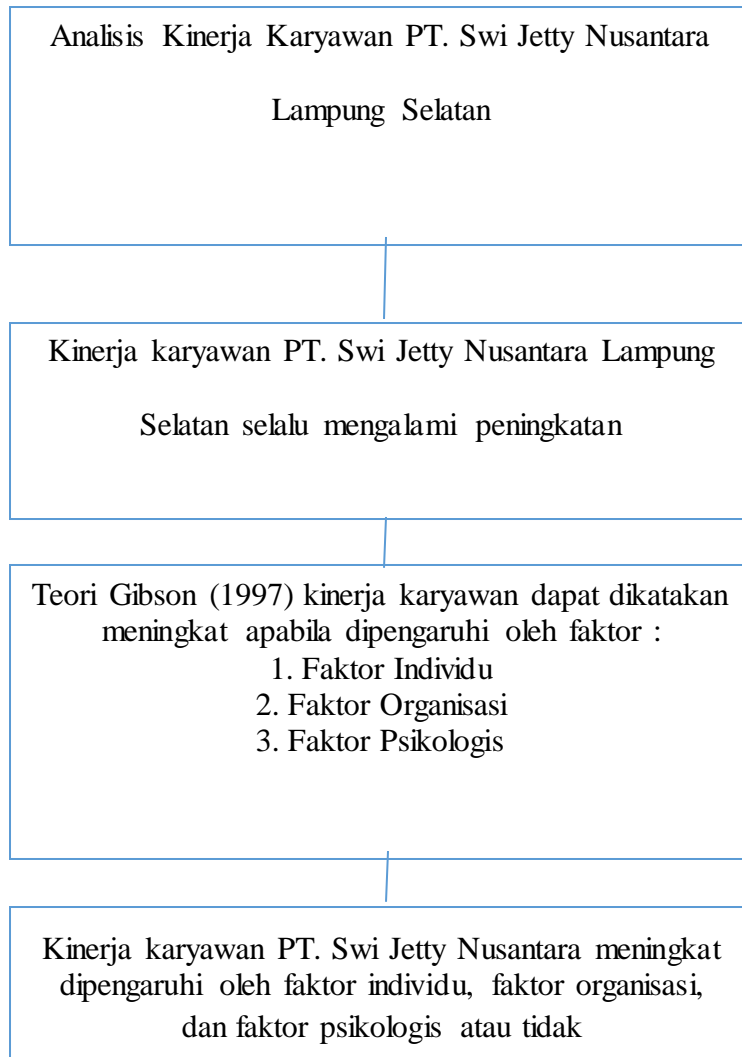 Analisis Kinerja Karyawan PT. Swi Jetty Nusantara
Lampung Selatan
Kinerja karyawan PT. Swi Jetty Nusantara Lampung
Selatan selalu mengalami peningkatan
Teori Gibson (1997) kinerja karyawan dapat dikatakan
meningkat apabila dipengaruhi oleh faktor :
1. Faktor Individu
2. Faktor Organisasi
3. Faktor Psikologis
Kinerja karyawan PT. Swi Jetty Nusantara meningkat
dipengaruhi oleh faktor individu, faktor organisasi,
dan faktor psikologis atau tidak